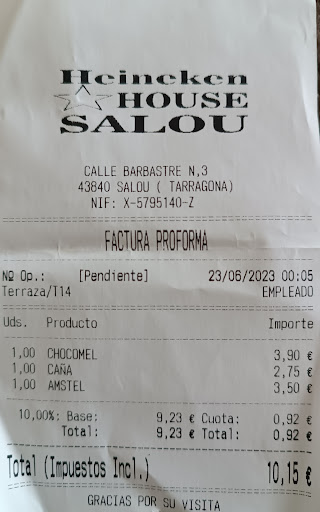 Heineken
HOUSE
SALOU
CALLE BARBASTRE N,3
43840 SALOU ( TARRAGONA)
NIF: X-5795140-Z
FACTURA PROFORMA
Nº Op.: [Pendiente] 23/06/2023 00:05
Terraza/T14 EMPLEADO
Uds. Producto Importe
1,00 CHOCOMEL 3,90 €
1,00 CAÑA 2,75 €
1,00 AMSTEL 3,50 €
10,00%: Base: 9,23 € Cuota: 0,92 €
Total: 9,23 € Total: 0,92 €
Total (Impuestos Incl.) 10,15 €
GRACIAS POR SU VISITA